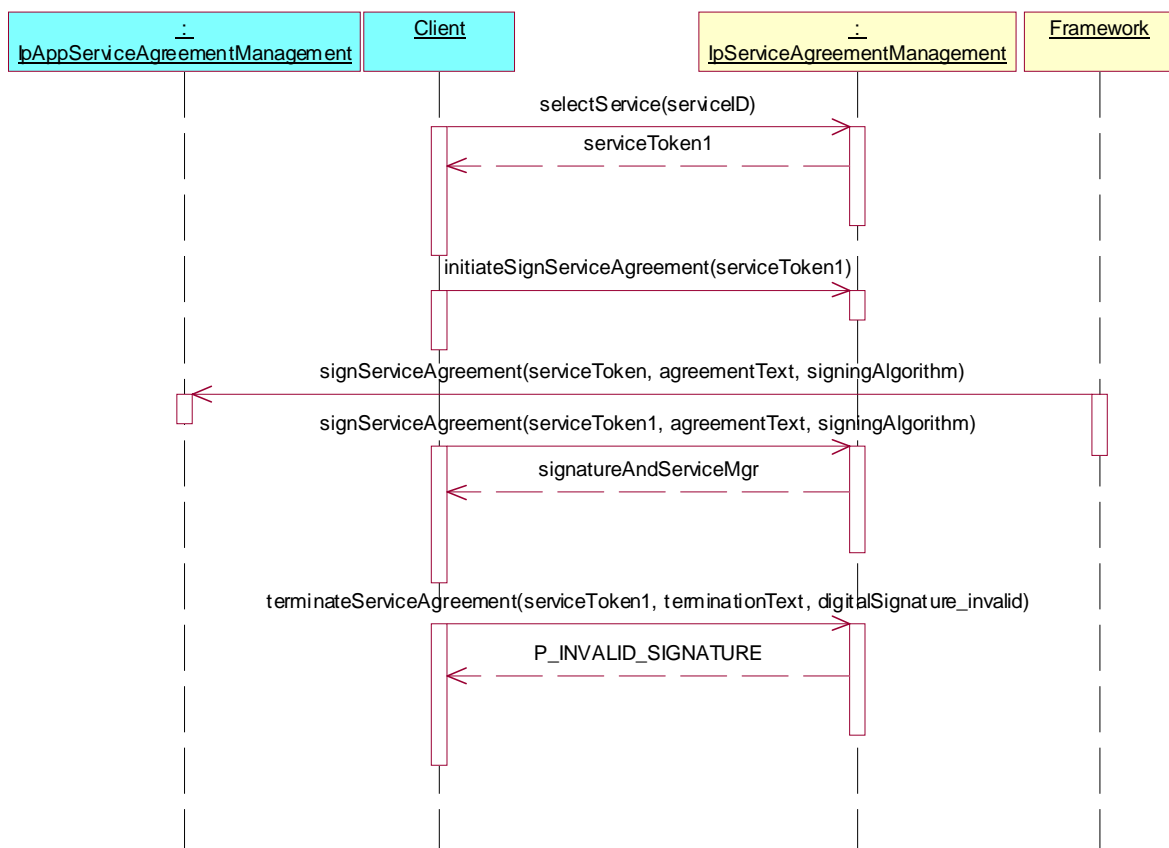 :
IpAppServiceAgreementManagement
Client
:
IpServiceAgreementManagement
Framework
selectService(serviceID)
serviceToken1
initiateSignServiceAgreement(serviceToken1)
signServiceAgreement(serviceToken, agreementText, signingAlgorithm)
signServiceAgreement(serviceToken1, agreementText, signingAlgorithm)
signatureAndServiceMgr
terminateServiceAgreement(serviceToken1, terminationText, digitalSignature_invalid)
P_INVALID_SIGNATURE